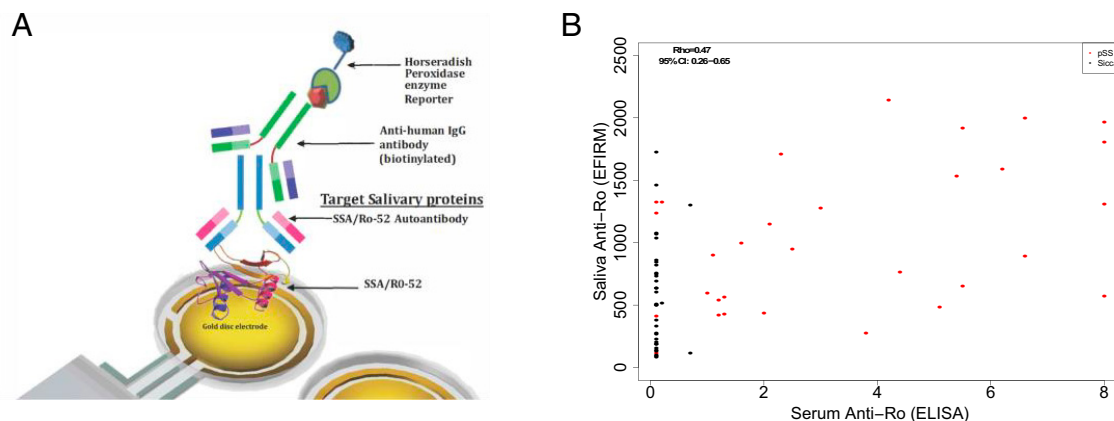 A
Horseradish
Peroxidase
enzyme
Reporter
Anti-human IgG
antibody
(biotinylated)
Target Salivary proteins
SSA/Ro-52 Autoantibody
SSA/R0-52
Gold disc electrode
B
Rho=0.47
95% CI: 0.26−0.65
pSS
Sicca
Saliva Anti−Ro (EFIRM)
2500
2000
1500
1000
500
0
0 2 4 6 8
Serum Anti−Ro (ELISA)